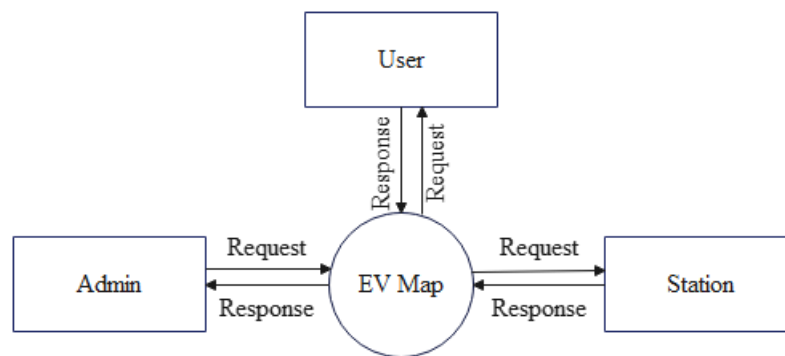 User
Response
Request
Admin
Request
Response
EV Map
Request
Response
Station